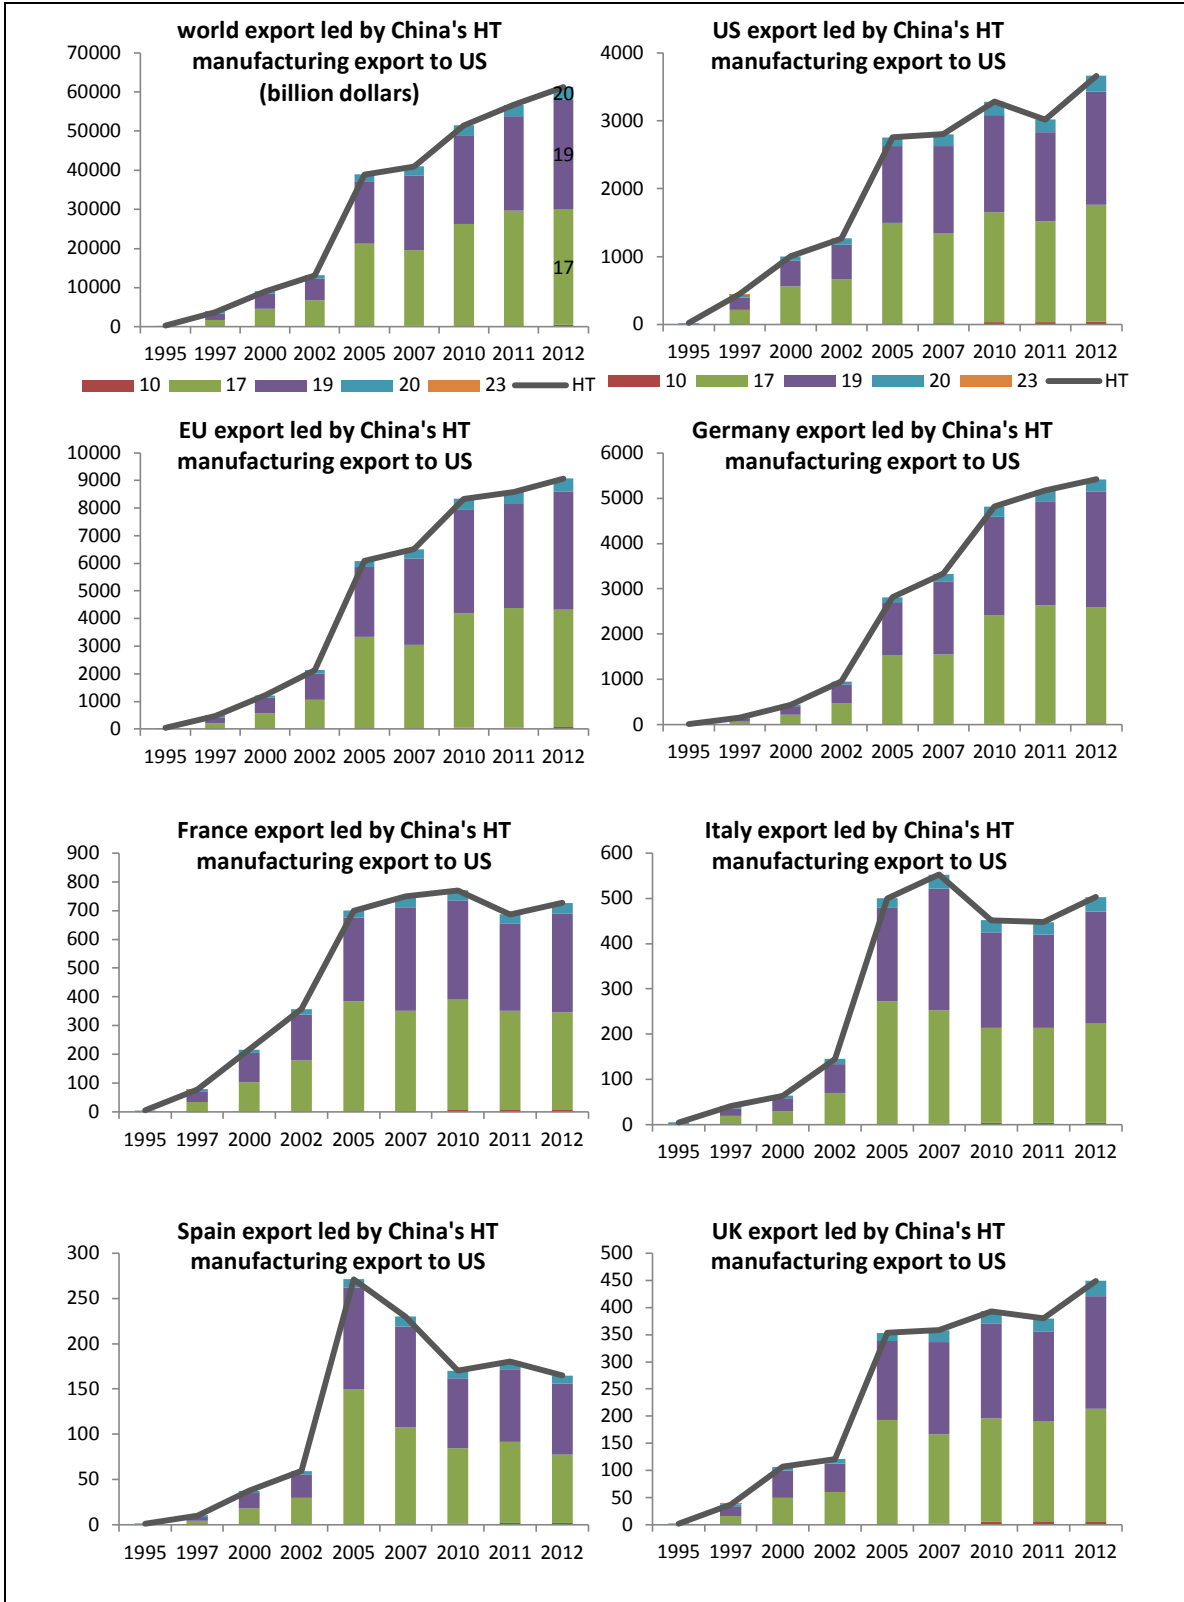 world export led by China's HT
manufacturing export to US
(billion dollars)
70000
60000
50000
40000
30000
20000
10000
0
20
19
17
1995 1997 2000 2002 2005 2007 2010 2011 2012
10 17 19 20 23 HT
US export led by China's HT
manufacturing export to US
4000
3000
2000
1000
0
1995 1997 2000 2002 2005 2007 2010 2011 2012
10 17 19 20 23 HT
EU export led by China's HT
manufacturing export to US
10000
9000
8000
7000
6000
5000
4000
3000
2000
1000
0
1995 1997 2000 2002 2005 2007 2010 2011 2012
Germany export led by China's HT
manufacturing export to US
6000
5000
4000
3000
2000
1000
0
1995 1997 2000 2002 2005 2007 2010 2011 2012
France export led by China's HT
manufacturing export to US
900
800
700
600
500
400
300
200
100
0
1995 1997 2000 2002 2005 2007 2010 2011 2012
Italy export led by China's HT
manufacturing export to US
600
500
400
300
200
100
0
1995 1997 2000 2002 2005 2007 2010 2011 2012
Spain export led by China's HT
manufacturing export to US
300
250
200
150
100
50
0
1995 1997 2000 2002 2005 2007 2010 2011 2012
UK export led by China's HT
manufacturing export to US
500
450
400
350
300
250
200
150
100
50
0
1995 1997 2000 2002 2005 2007 2010 2011 2012